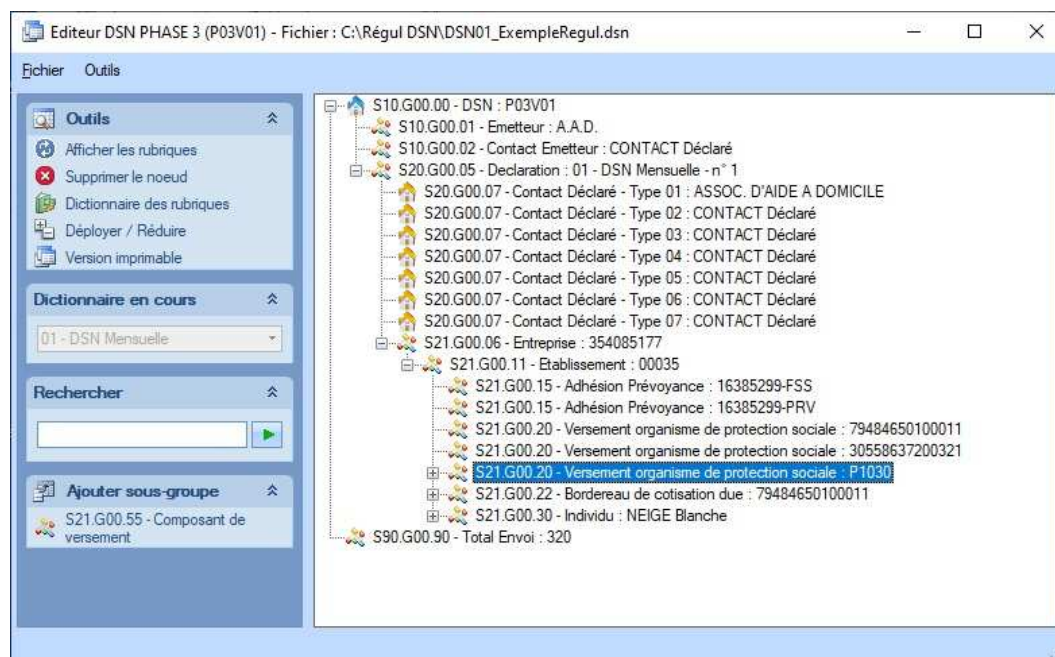 Editeur DSN PHASE 3 (P03V01) - Fichier : C:\Régul DSN\DSN01_ExempleRegul.dsn
Fichier Outils
Outils
Afficher les rubriques
Supprimer le noeud
Dictionnaire des rubriques
Déployer / Réduire
Version imprimable
Dictionnaire en cours
01 - DSN Mensuelle
Rechercher
Ajouter sous-groupe
S21.G00.55 - Composant de
versement
S10.G00.00 - DSN : P03V01
S10.G00.01 - Emetteur : A.A.D.
S10.G00.02 - Contact Emetteur : CONTACT Déclaré
S20.G00.05 - Declaration : 01 - DSN Mensuelle - n° 1
S20.G00.07 - Contact Déclaré - Type 01 : ASSOC. D'AIDE A DOMICILE
S20.G00.07 - Contact Déclaré - Type 02 : CONTACT Déclaré
S20.G00.07 - Contact Déclaré - Type 03 : CONTACT Déclaré
S20.G00.07 - Contact Déclaré - Type 04 : CONTACT Déclaré
S20.G00.07 - Contact Déclaré - Type 05 : CONTACT Déclaré
S20.G00.07 - Contact Déclaré - Type 06 : CONTACT Déclaré
S20.G00.07 - Contact Déclaré - Type 07 : CONTACT Déclaré
S21.G00.06 - Entreprise : 354085177
S21.G00.11 - Etablissement : 00035
S21.G00.15 - Adhésion Prévoyance : 16385299-FSS
S21.G00.15 - Adhésion Prévoyance : 16385299-PRV
S21.G00.20 - Versement organisme de protection sociale : 79484650100011
S21.G00.20 - Versement organisme de protection sociale : 30558637200321
S21.G00.20 - Versement organisme de protection sociale : P1030
S21.G00.22 - Bordereau de cotisation due : 79484650100011
S21.G00.30 - Individu : NEIGE Blanche
S90.G00.90 - Total Envoi : 320